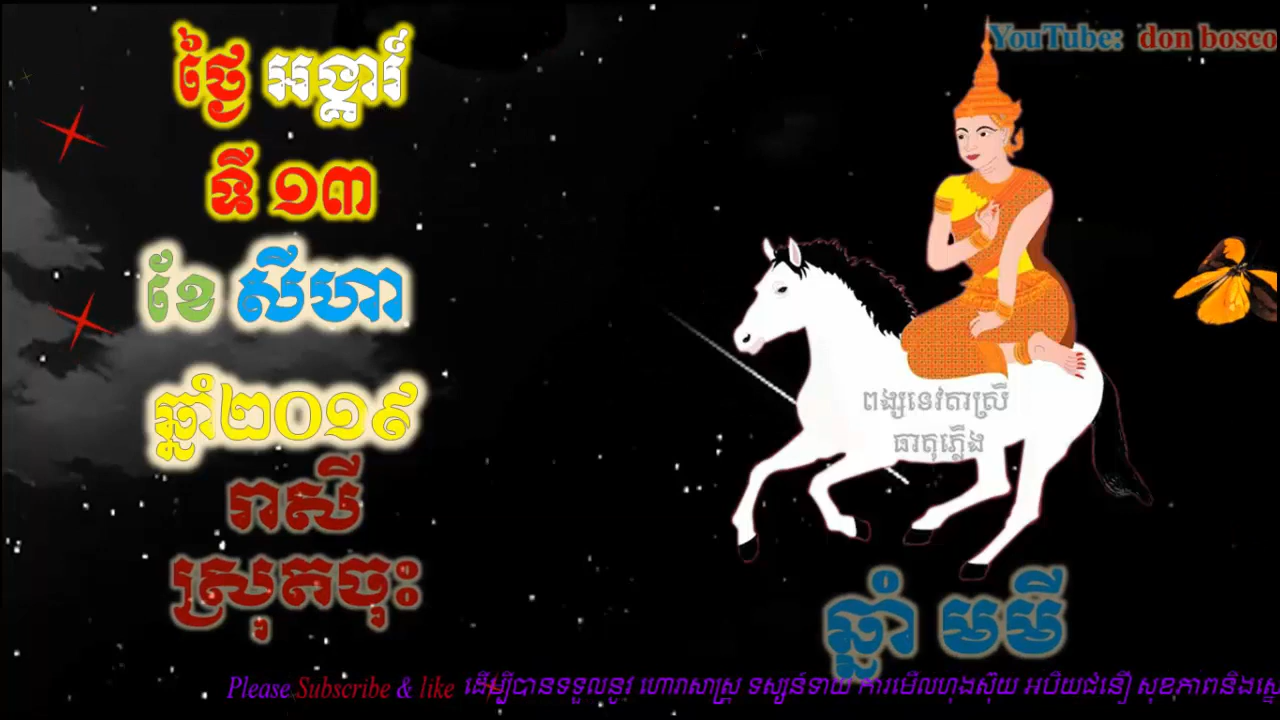 YouTube: don bosco
ថ្ងៃ អង្គារ៍
ទី ១៣
ខែ សីហា
ឆ្នាំ២០១៩
រាសី
ស្រុតចុះ
ពង្សទេវតាស្រី
ធាតុភ្លើង
ឆ្នាំ មមី
Please Subscribe & like ដើម្បីបានទទួលនូវ ហោរាសាស្ត្រ ទស្សន៍ទាយ ការមើលហុងស៊ុយ អបិយជំនឿ សុខភាពនិងស្នេ